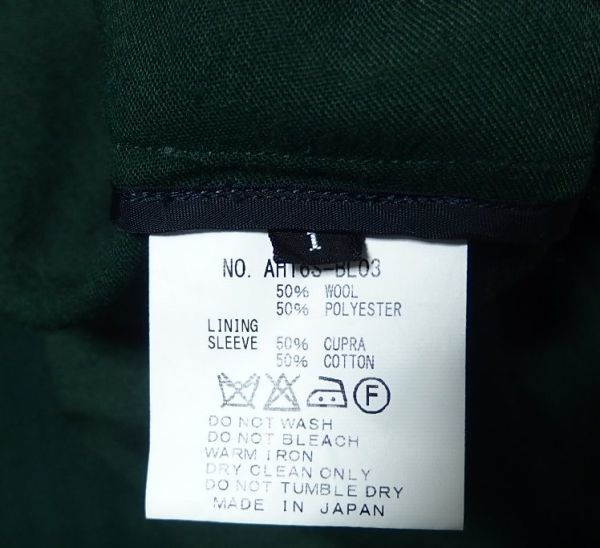 1
NO. AH16S-BL03
50% WOOL
50% POLYESTER
LINING
SLEEVE 50% CUPRA
50% COTTON
F
DO NOT WASH
DO NOT BLEACH
WARM IRON
DRY CLEAN ONLY
DO NOT TUMBLE DRY
MADE IN JAPAN